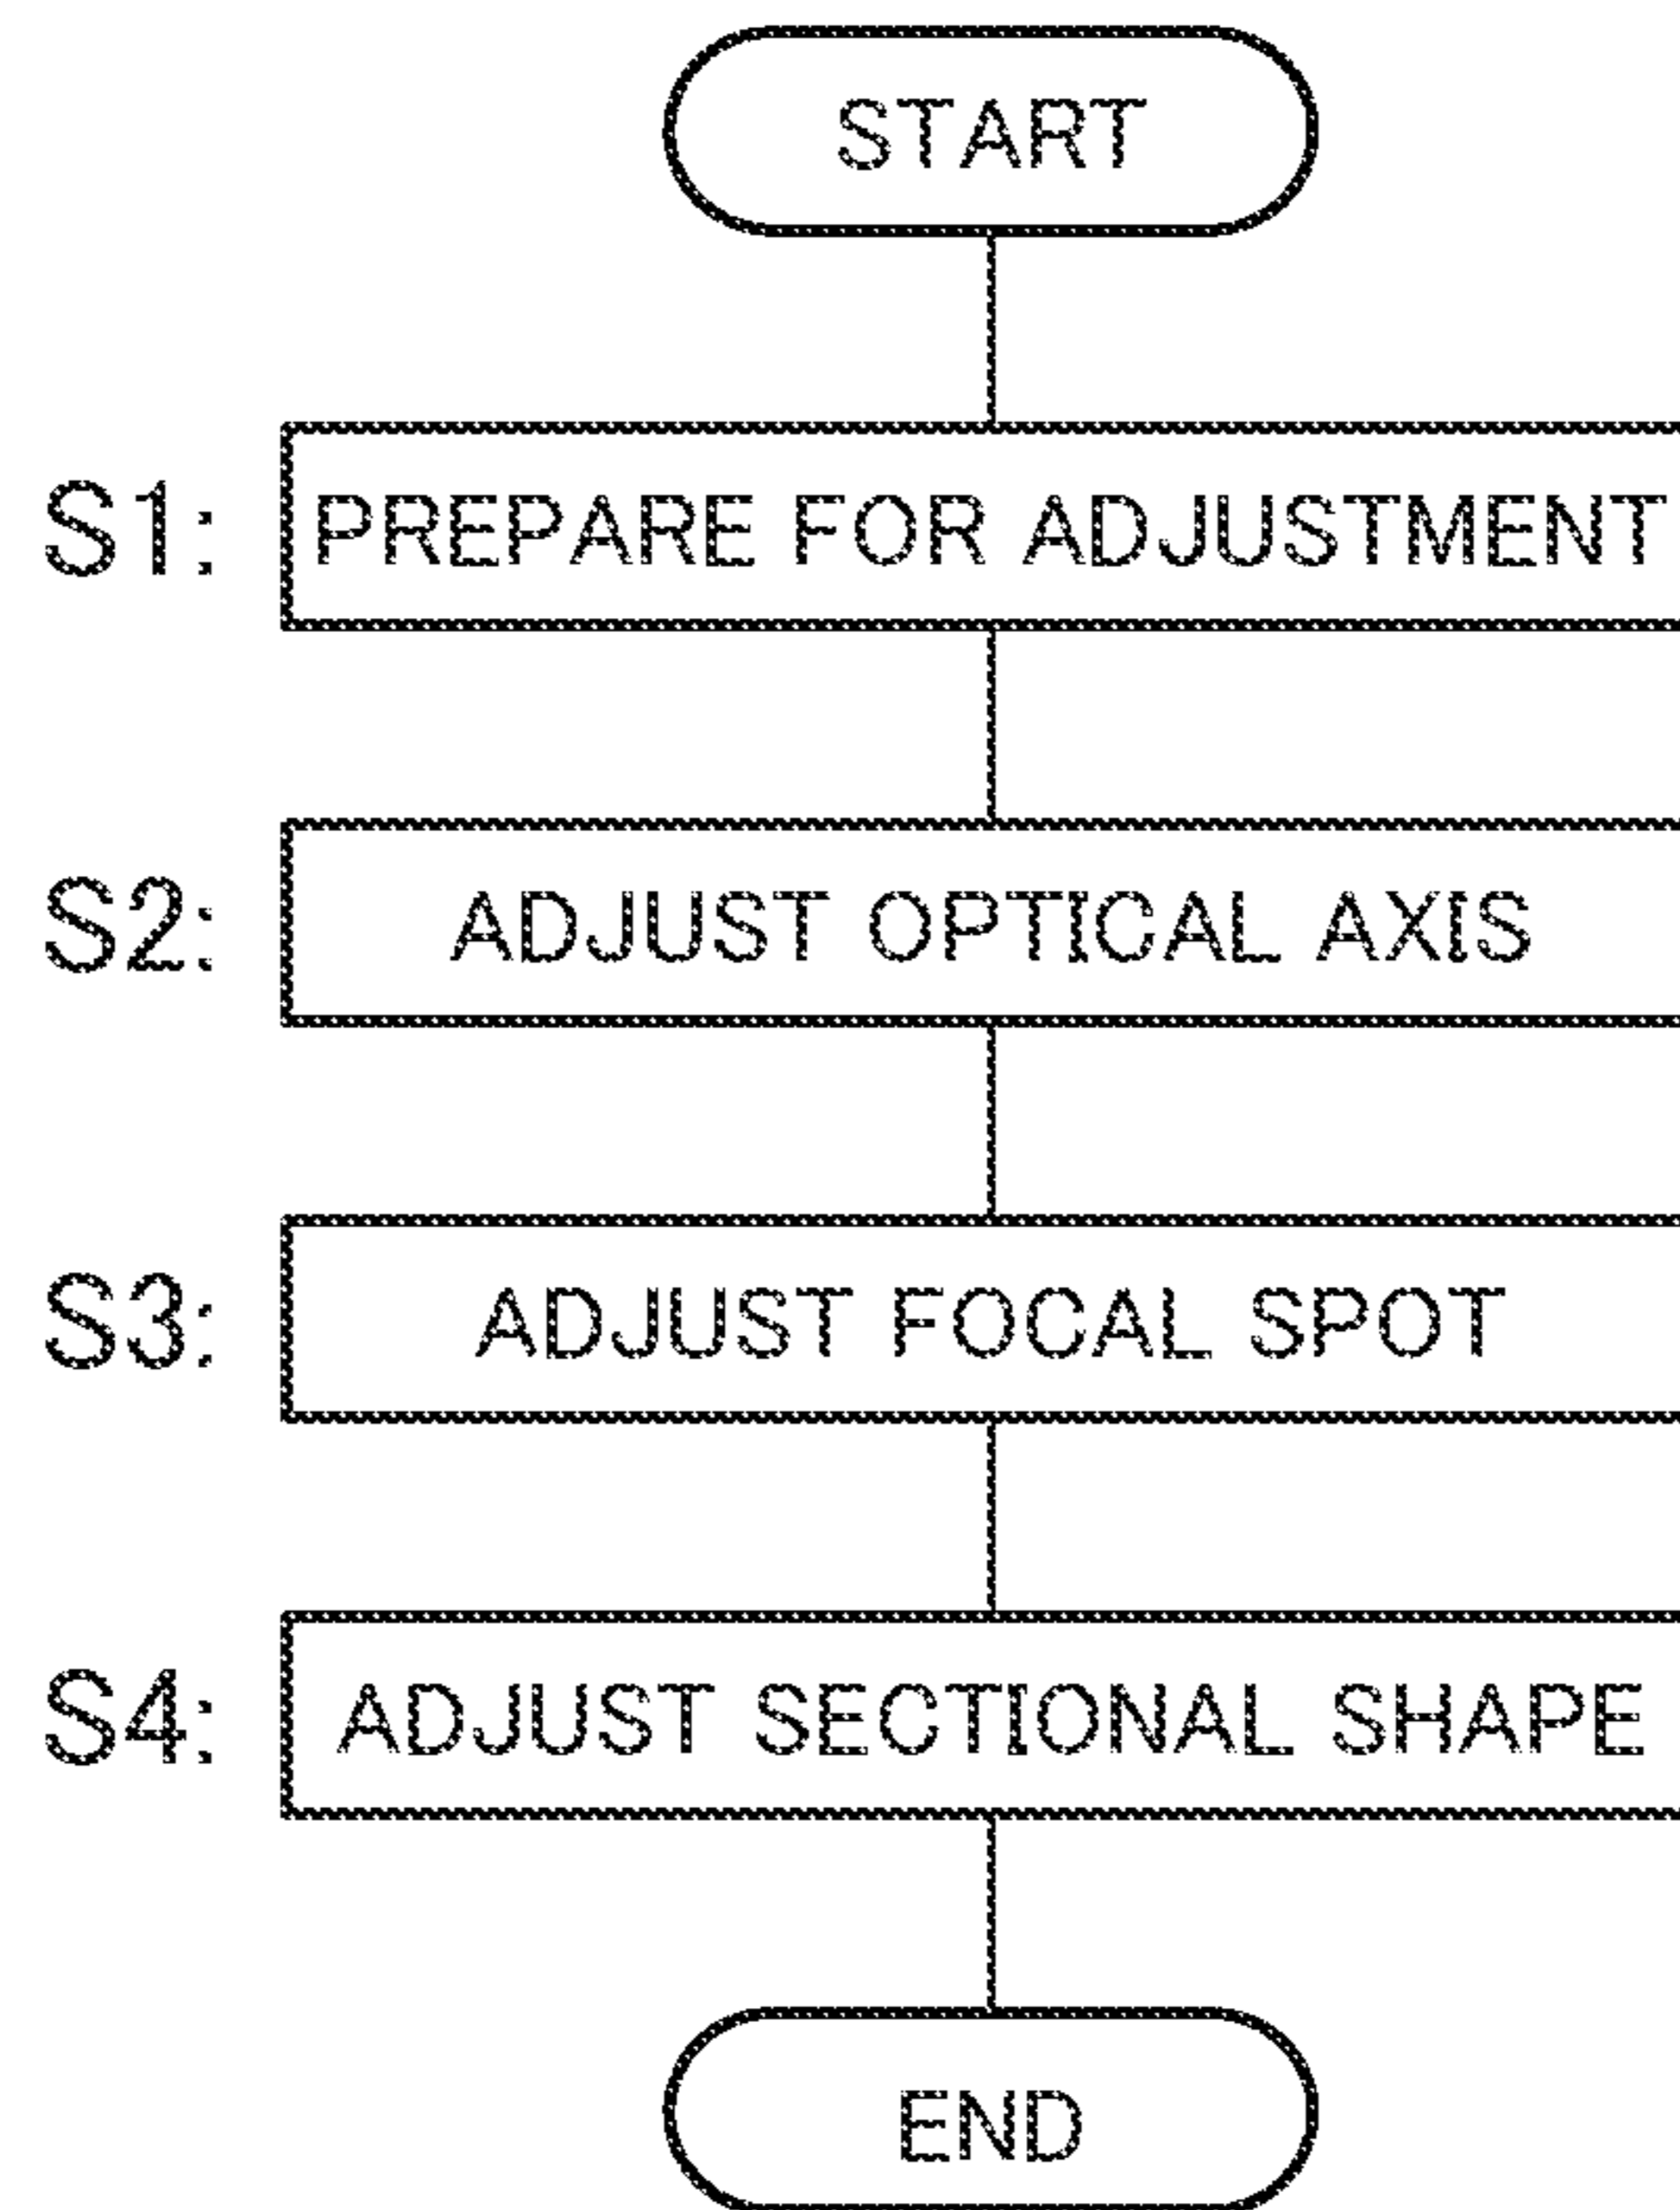 START
S1: PREPARE FOR ADJUSTMENT
S2: ADJUST OPTICAL AXIS
S3: ADJUST FOCAL SPOT
S4: ADJUST SECTIONAL SHAPE
END